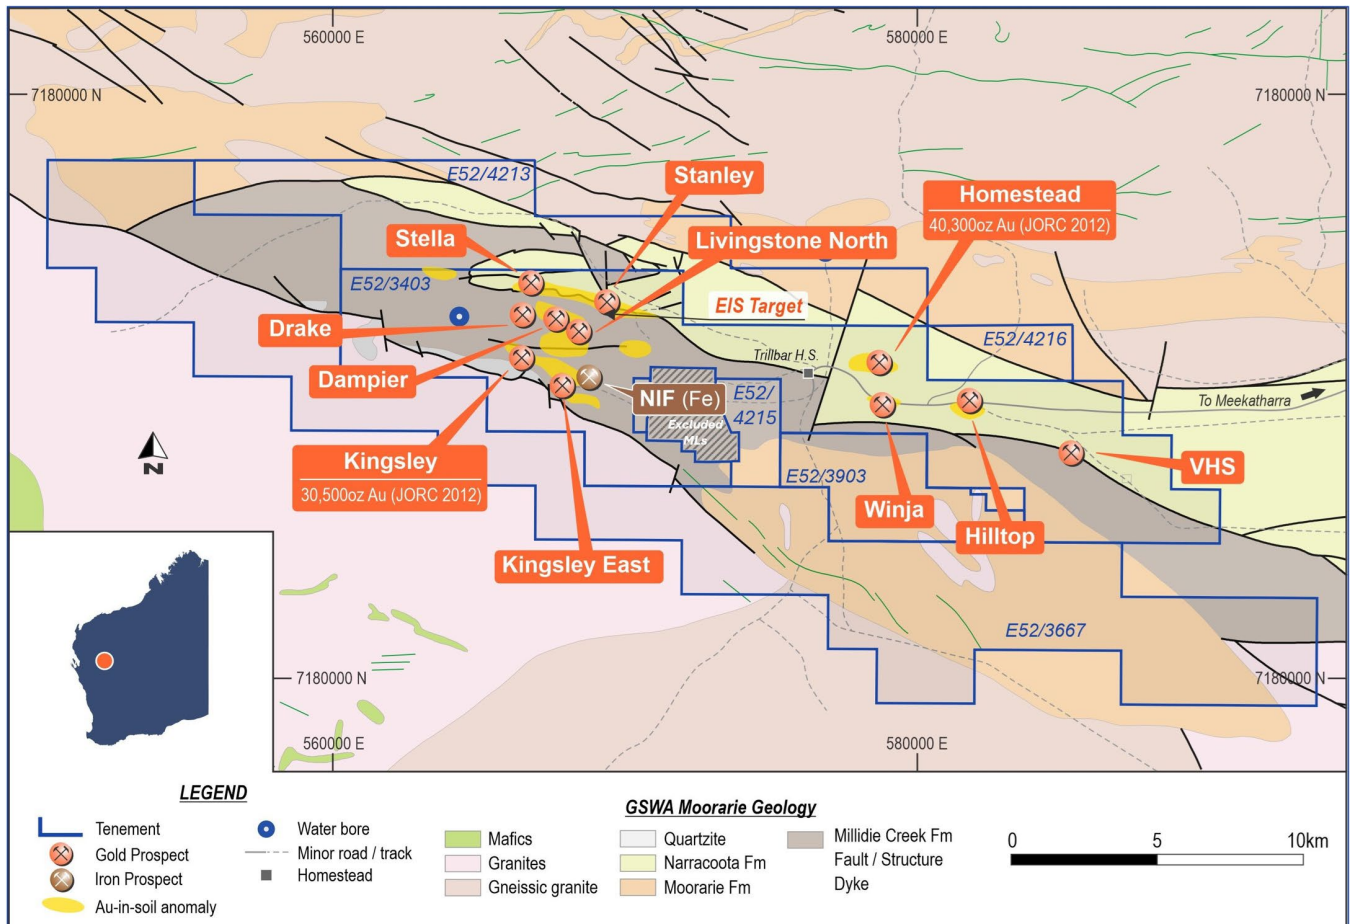 560000 E
580000 E
7180000 N
7180000 N
E52/4213
Stanley
Homestead
40,300oz Au (JORC 2012)
Stella
Livingstone North
E52/3403
EIS Target
Drake
E52/4216
Trillbar H.S.
Dampier
NIF (Fe)
E52/
4215
To Meekatharra
Excluded
MLs
Kingsley
30,500oz Au (JORC 2012)
E52/3903
VHS
Winja
Hilltop
Kingsley East
N
E52/3667
7180000 N
7180000 N
560000 E
580000 E
LEGEND
Tenement
Gold Prospect
Iron Prospect
Au-in-soil anomaly
Water bore
Minor road / track
Homestead
GSWA Moorarie Geology
Mafics
Granites
Gneissic granite
Quartzite
Narracoota Fm
Moorarie Fm
Millidie Creek Fm
Fault / Structure
Dyke
0
5
10km